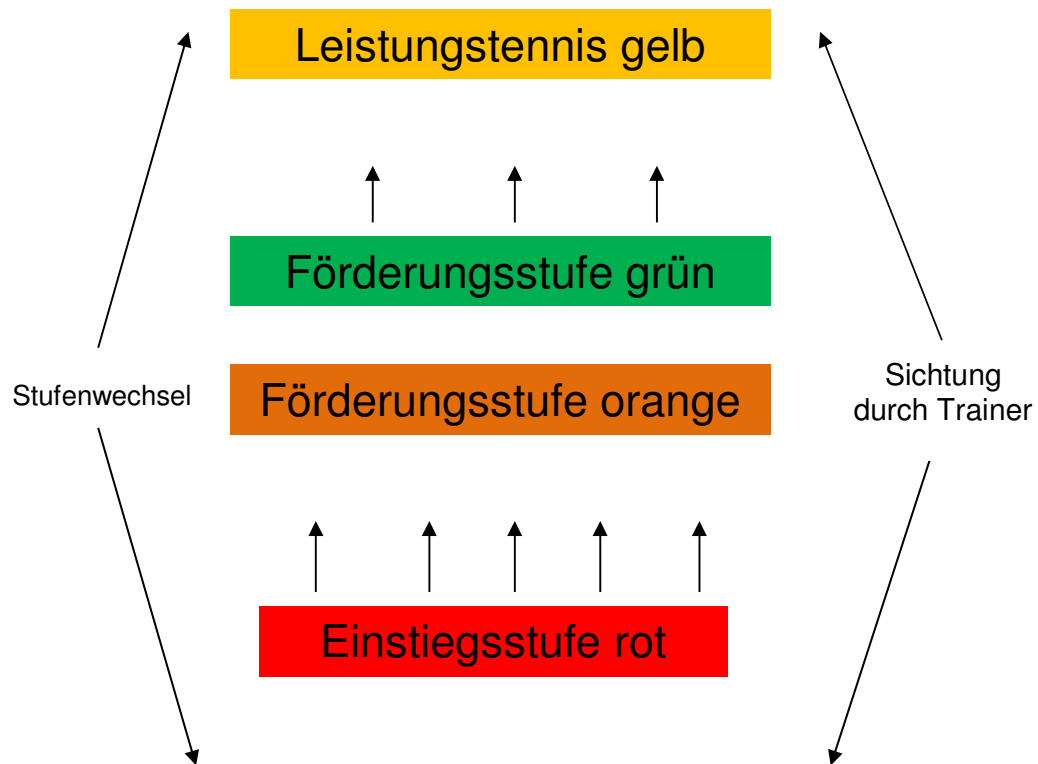 Leistungstennis gelb
Förderungsstufe grün
Stufenwechsel
Förderungsstufe orange
Sichtung
durch Trainer
Einstiegsstufe rot